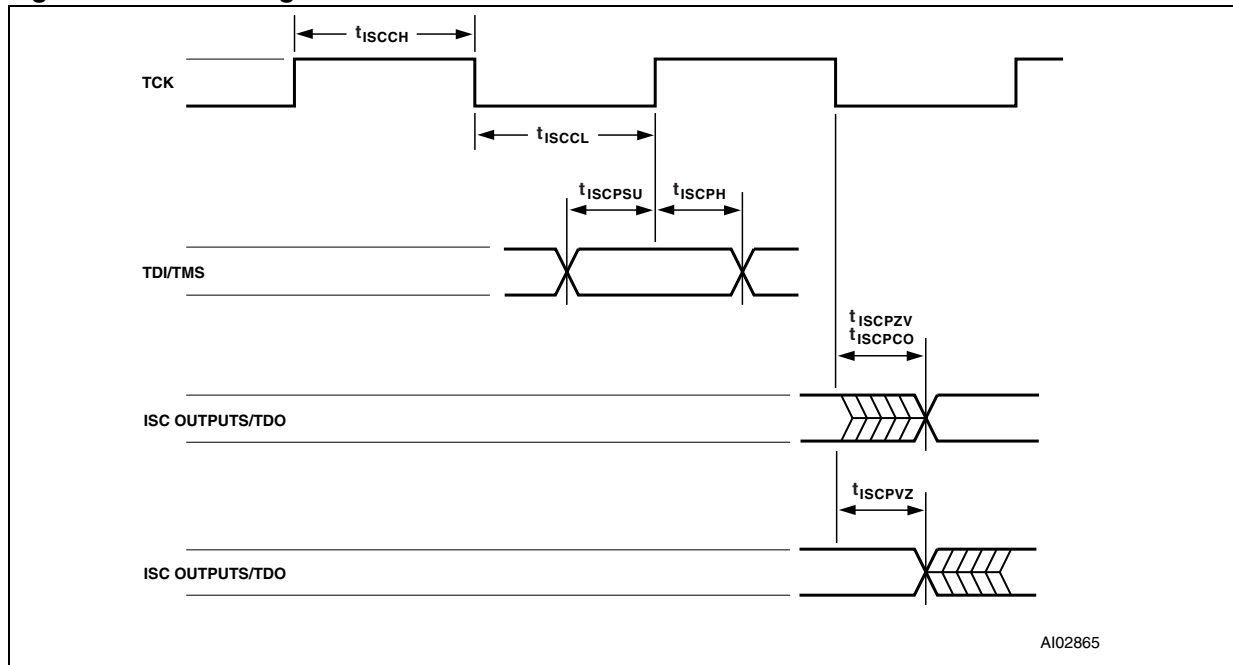 tISCCH
TCK
tISCCL
tISCPSU
tISCPH
TDI/TMS
tISCPZV
tISCPCO
ISC OUTPUTS/TDO
tISCPVZ
ISC OUTPUTS/TDO
AI02865